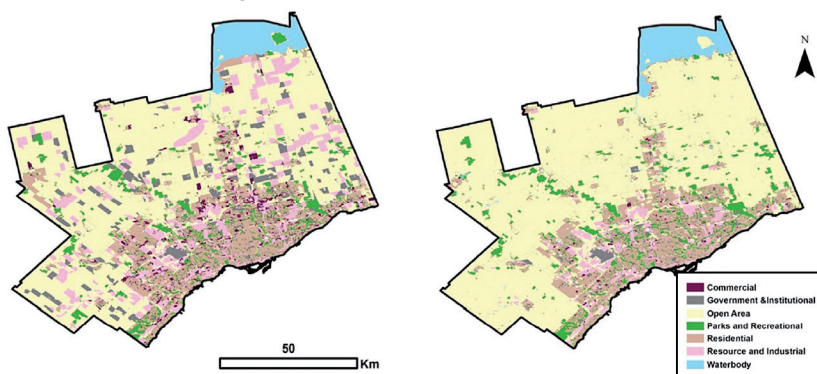 N
50
Km
Commercial
Government &Institutional
Open Area
Parks and Recreational
Residential
Resource and Industrial
Waterbody